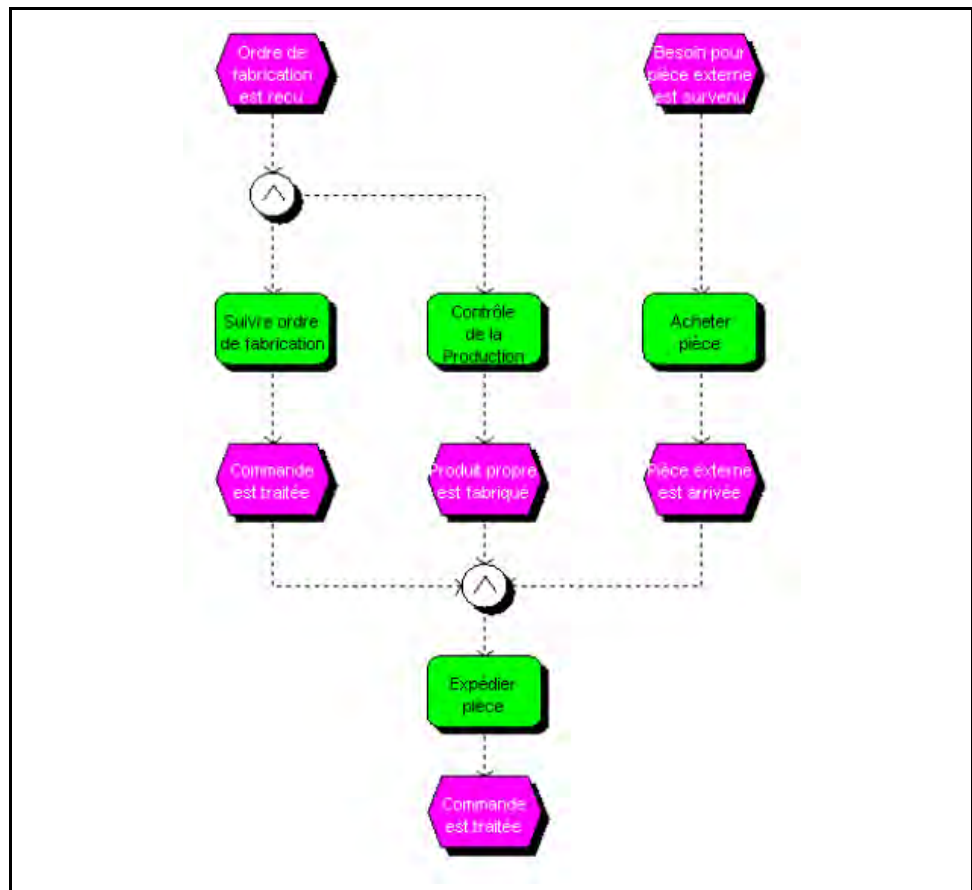 Ordre de
fabrication
est reçu
Besoin pour
pièce externe
est survenu
Suivre ordre
de fabrication
Contrôle
de la
Production
Acheter
pièce
Commande
est traitée
Produit propre
est fabriqué
Pièce externe
est arrivée
Expédier
pièce
Commande
est traitée